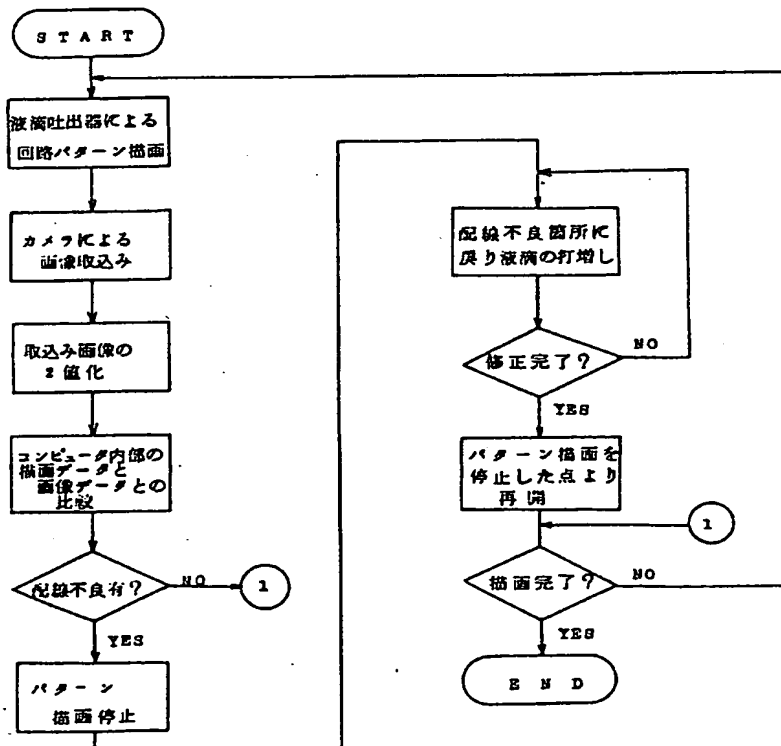 START
液滴吐出器による
回路パターン描画
カメラによる
画像取込み
取込み画像の
2値化
コンピュータ内部の
描画データと
画像データとの
比較
配線不良有?
NO
1
YES
パターン
描画停止
配線不良箇所に
戻り液滴の打増し
修正完了?
NO
YES
パターン描画を
停止した点より
再開
1
描画完了?
NO
YES
END